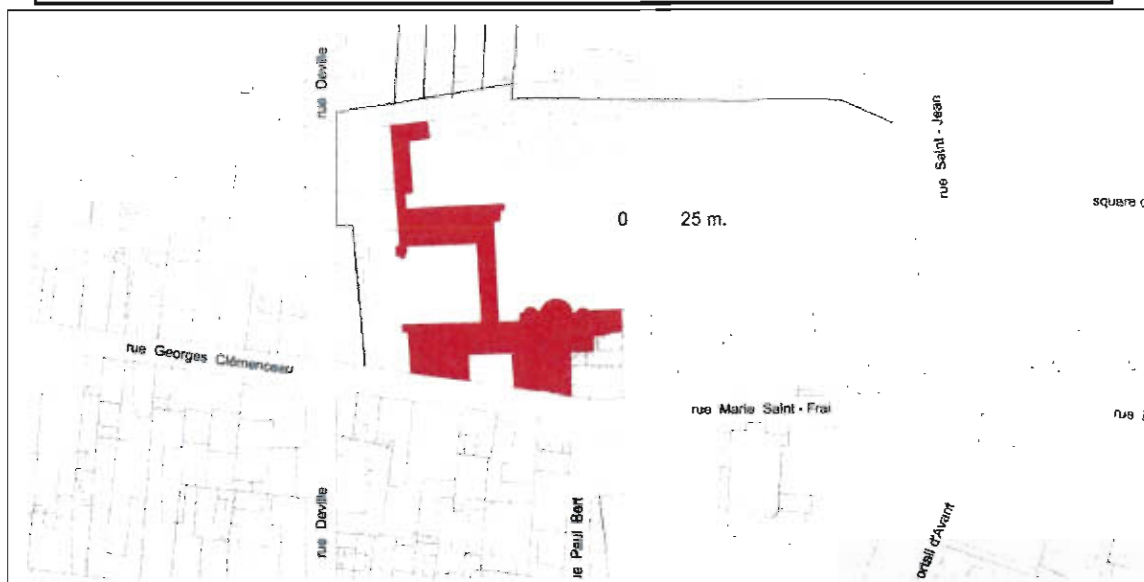 rue Deville
rue Saint - Jean
square
0 25 m.
rue Georges Clémenceau
rue Marie Saint - Frai
rue
rue Deville
rue Paul Bert
d'Avant